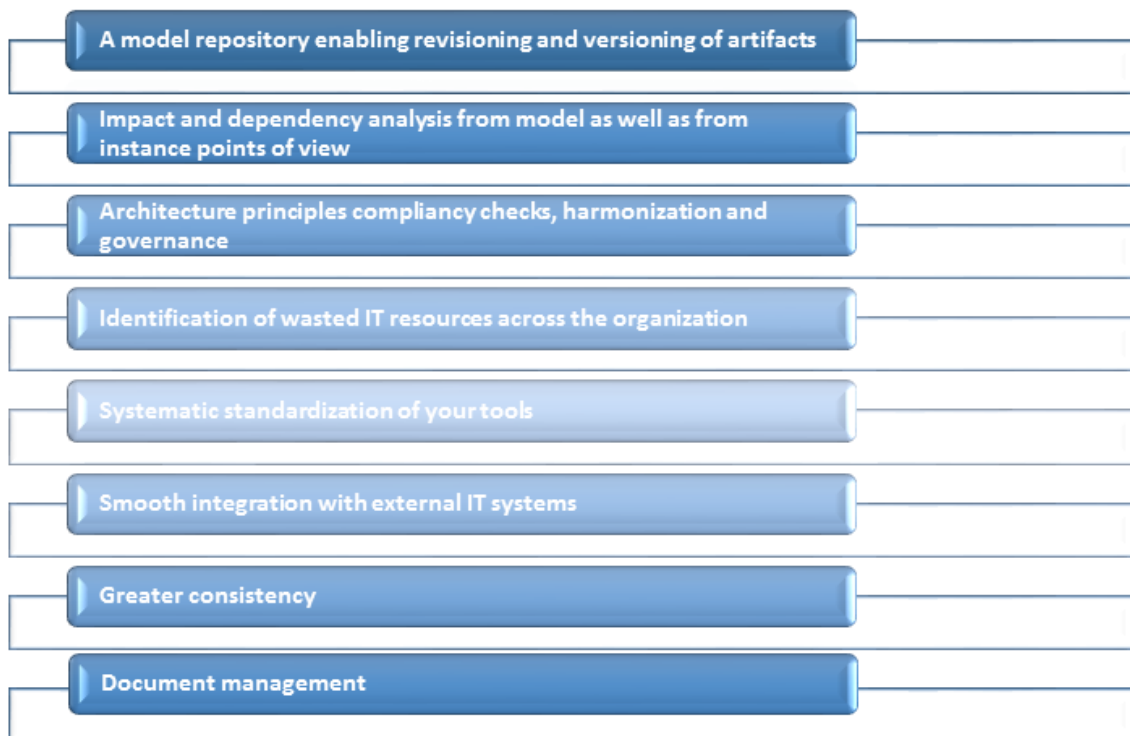 A model repository enabling revisioning and versioning of artifacts
Impact and dependency analysis from model as well as from
instance points of view
Architecture principles compliancy checks, harmonization and
governance
Identification of wasted IT resources across the organization
Systematic standardization of your tools
Smooth integration with external IT systems
Greater consistency
Document management